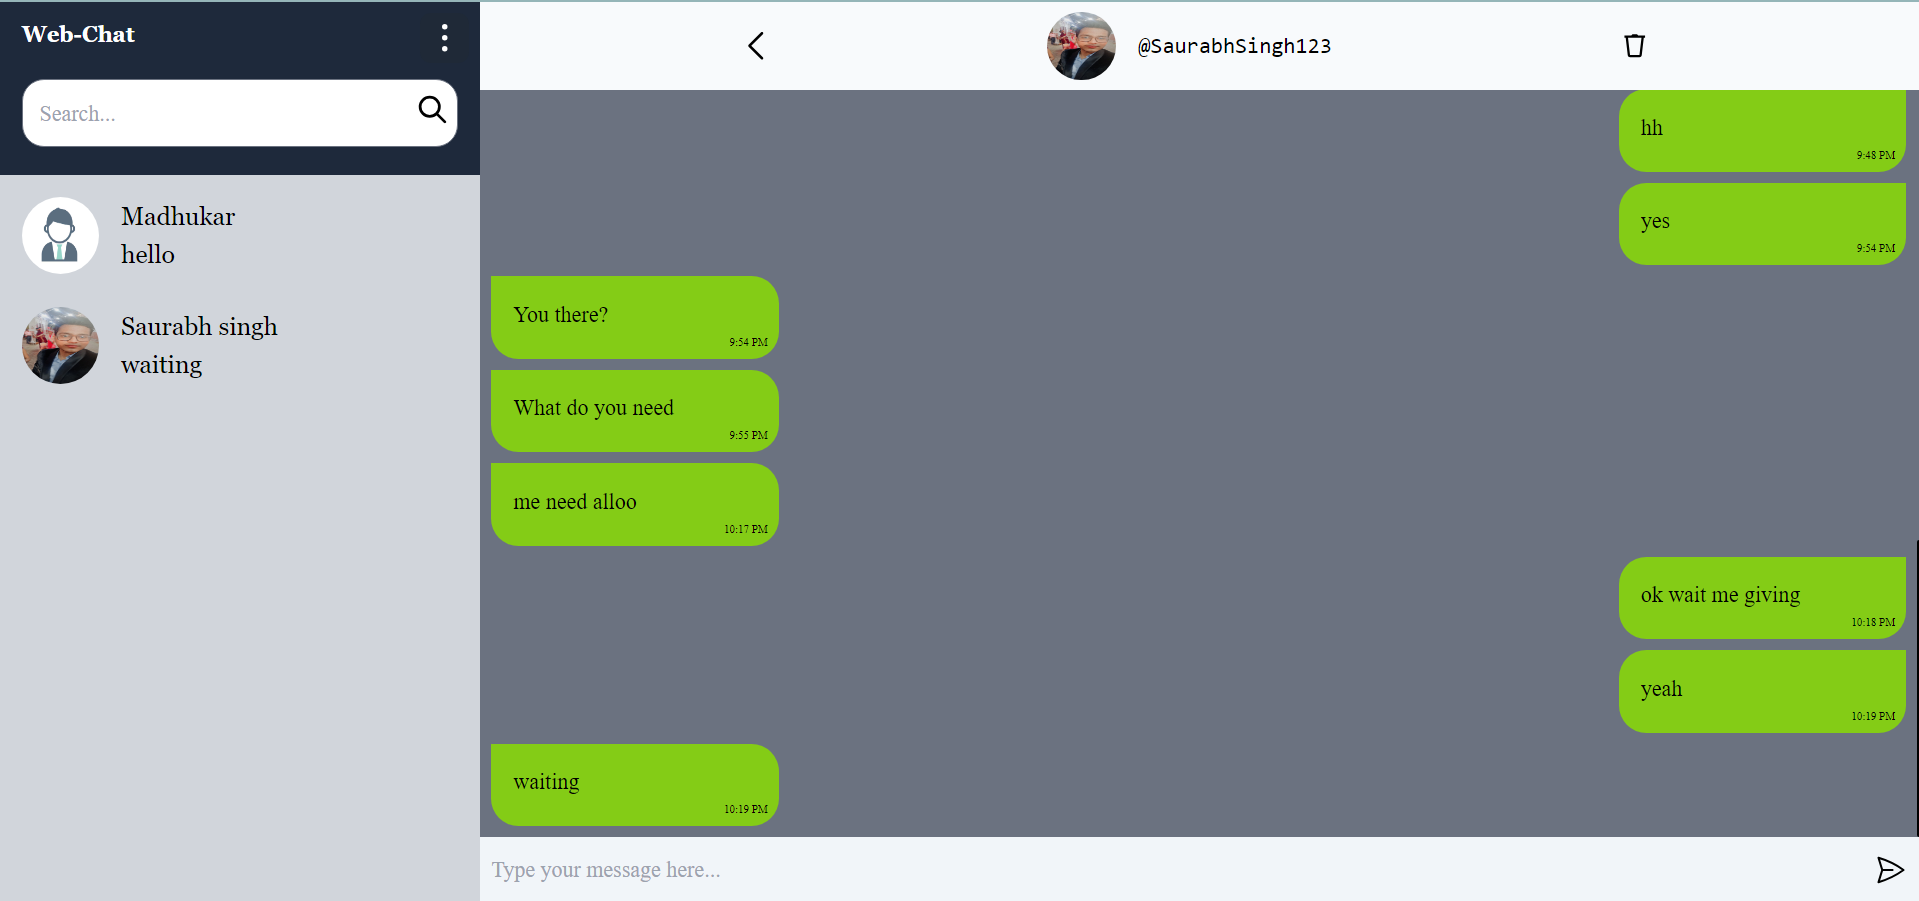 Web-Chat
Search...
Madhukar
hello
Saurabh singh
waiting
@SaurabhSingh123
hh
9:48 PM
yes
9:54 PM
You there?
9:54 PM
What do you need
9:55 PM
me need alloo
10:17 PM
ok wait me giving
10:18 PM
yeah
10:19 PM
waiting
10:19 PM
Type your message here...